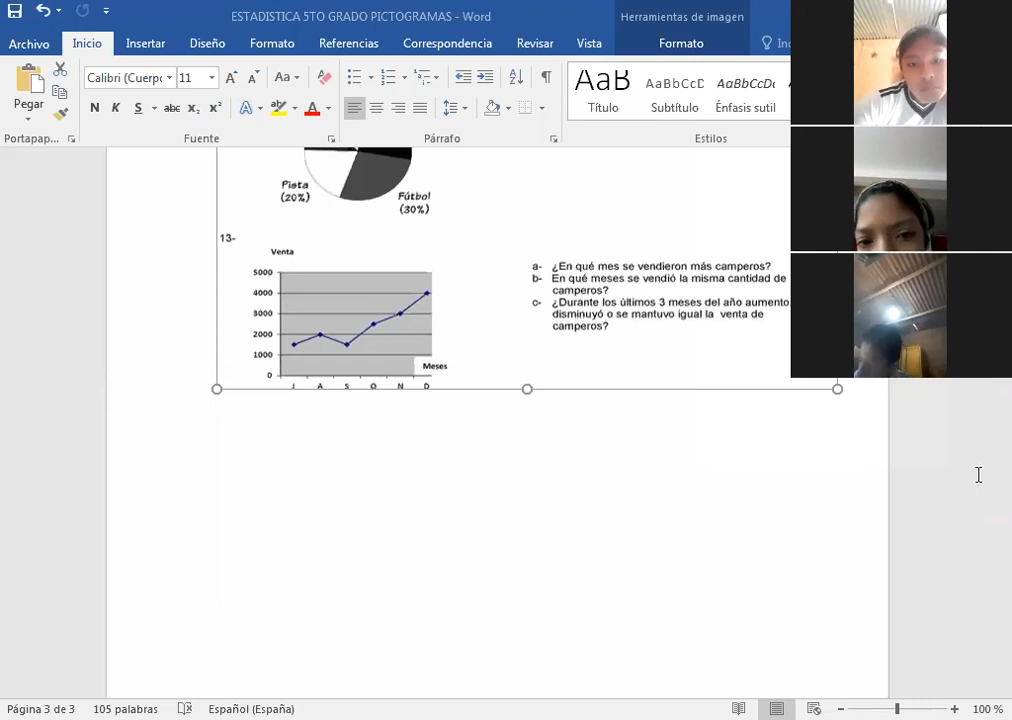 ESTADISTICA 5TO GRADO PICTOGRAMAS - Word
Herramientas de imagen
Archivo Inicio Insertar Diseño Formato Referencias Correspondencia Revisar Vista Formato
Calibri (Cuerpo 11 Aa
N K S abc x₂ x² A A
Pegar
AaB AaBbCcD AaBbCcDc
Título Subtítulo Énfasis sutil
Portapap... Fuente Párrafo Estilos
Pista
(20%)
Fútbol
(30%)
13-
Venta
5000
4000
3000
2000
1000
0
J A S O N D
Meses
a- ¿En qué mes se vendieron más camperos?
b- En qué meses se vendió la misma cantidad de
camperos?
c- ¿Durante los últimos 3 meses del año aumento,
disminuyó o se mantuvo igual la venta de
camperos?
Página 3 de 3 105 palabras Español (España) 100 %